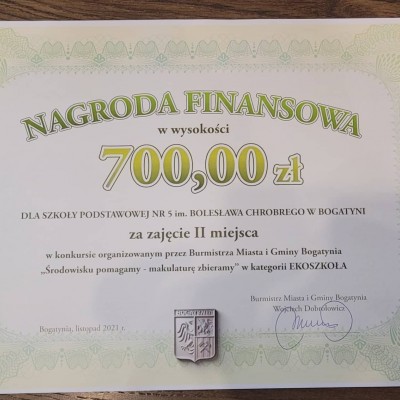 NAGRODA FINANSOWA
w wysokości
700,00 zł
DLA SZKOŁY PODSTAWOWEJ NR 5 im. BOLESŁAWA CHROBREGO W BOGATYNI
za zajęcie II miejsca
w konkursie organizowanym przez Burmistrza Miasta i Gminy Bogatynia
„Środowisku pomagamy - makulaturę zbieramy” w kategorii EKOSZKOŁA
Burmistrz Miasta i Gminy Bogatynia
Wojciech Dobrołowicz
Bogatynia, listopad 2021 r.